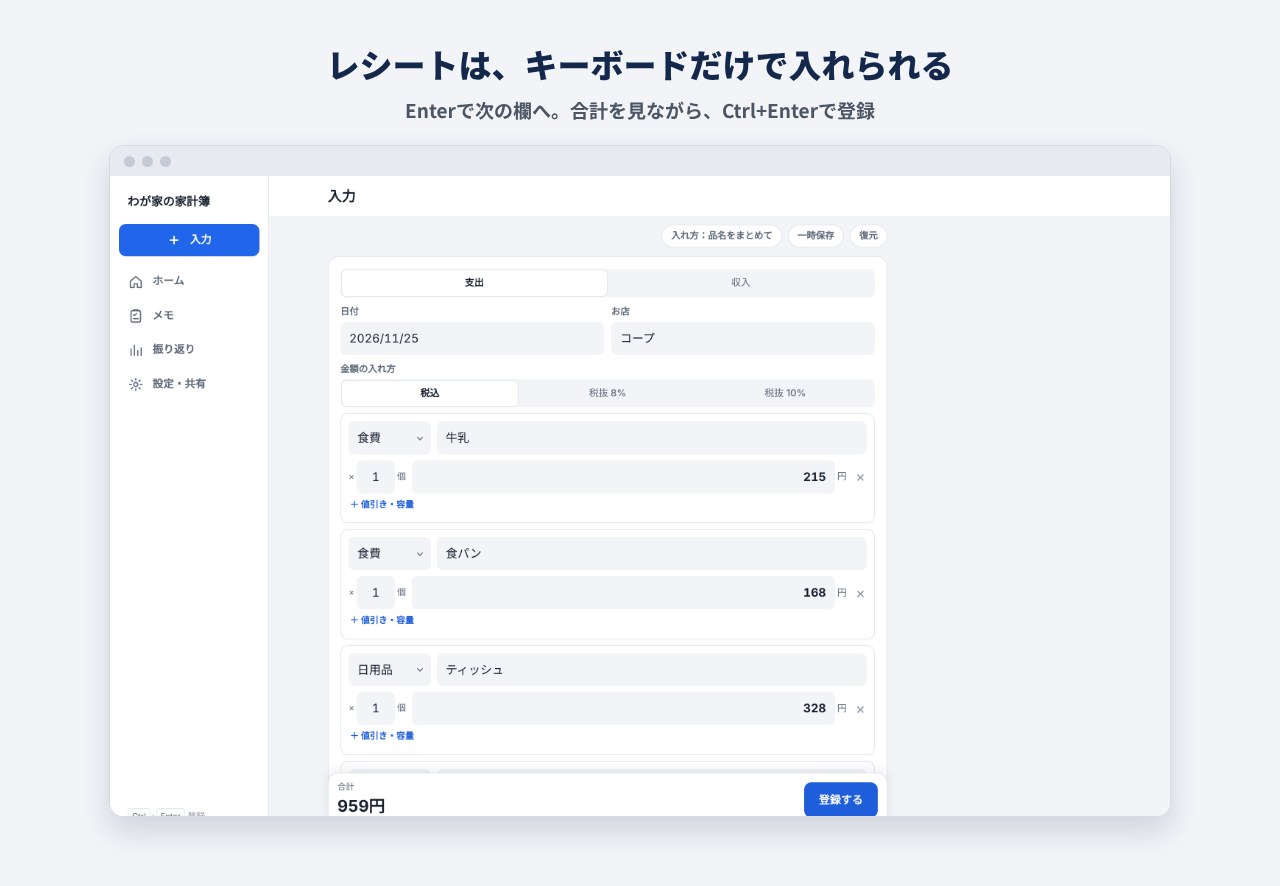 レシートは、キーボードだけで入れられる
Enterで次の欄へ。合計を見ながら、Ctrl+Enterで登録
わが家の家計簿
＋ 入力
ホーム
メモ
振り返り
設定・共有
Ctrl + Enter 登録
入力
入れ方：品名をまとめて 一時保存 復元
支出 収入
日付 お店
2026/11/25 コープ
金額の入れ方
税込 税抜 8% 税抜 10%
食費 牛乳
× 1 個 215 円 ×
＋ 値引き・容量
食費 食パン
× 1 個 168 円 ×
＋ 値引き・容量
日用品 ティッシュ
× 1 個 328 円 ×
＋ 値引き・容量
合計
959円
登録する